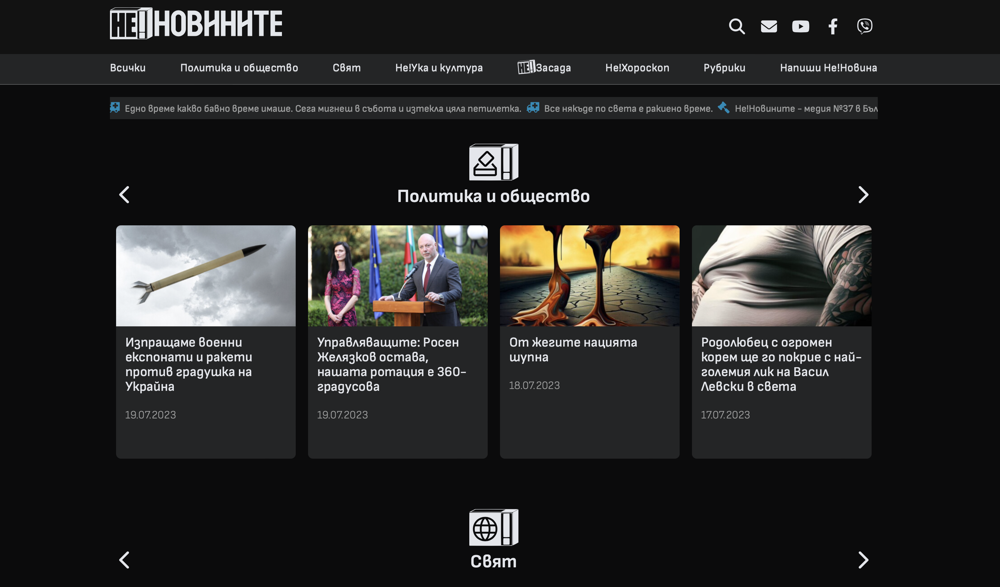 НЕ!НОВИНИТЕ
Всички
Политика и общество
Свят
Не!Ука и култура
НЕ!Засада
Не!Хороскоп
Рубрики
Напиши Не!Новина
Едно време какво бавно време имаше. Сега мигнеш в събота и изтекла цяла петилетка.
Все някъде по света е ракиено време.
Не!Новините - медия №37 в Бъл
Политика и общество
Изпращаме военни
експонати и ракети
против градушка на
Украйна
19.07.2023
Управляващите: Росен
Желязков остава,
нашата ротация е 360-
градусова
19.07.2023
От жегите нацията
шупна
18.07.2023
Родолюбец с огромен
корем ще го покрие с най-
големия лик на Васил
Левски в света
17.07.2023
Свят